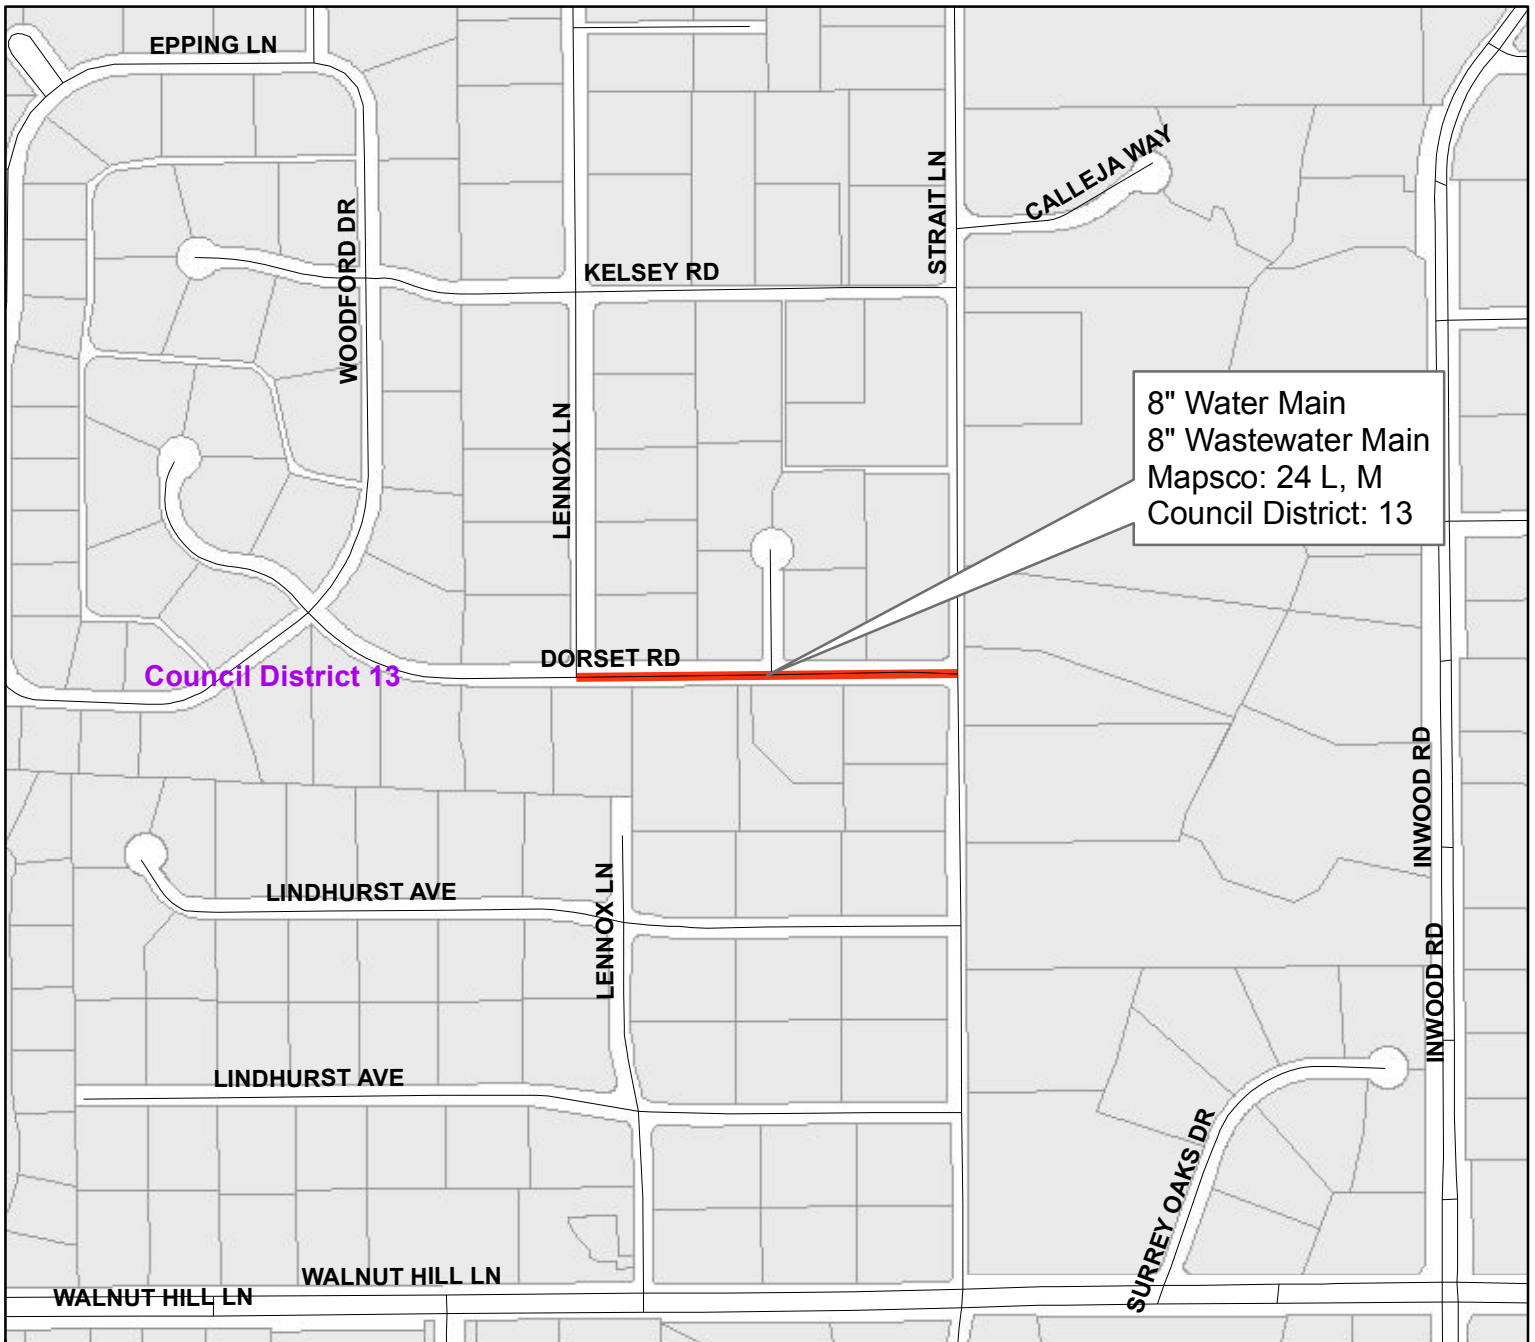 EPPING LN
CALLEJA WAY
STRAIT LN
WOODFORD DR
KELSEY RD
8" Water Main
8" Wastewater Main
Mapsco: 24 L, M
Council District: 13
LENNOX LN
DORSET RD
Council District 13
INWOOD RD
LINDHURST AVE
LENNOX LN
INWOOD RD
LINDHURST AVE
SURREY OAKS DR
WALNUT HILL LN
WALNUT HILL LN